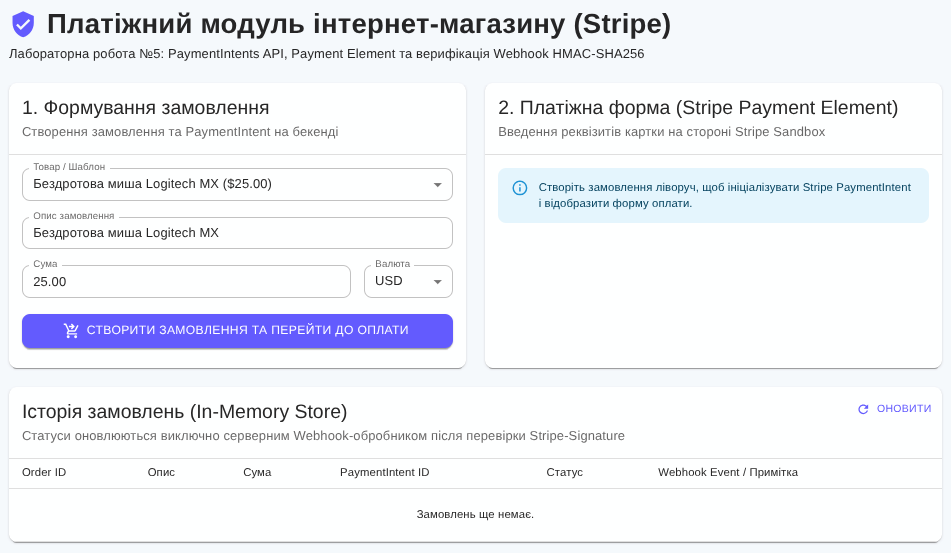 Платіжний модуль інтернет-магазину (Stripe)
Лабораторна робота №5: PaymentIntents API, Payment Element та верифікація Webhook HMAC-SHA256
1. Формування замовлення
Створення замовлення та PaymentIntent на бекенді
Товар / Шаблон
Бездротова миша Logitech MX ($25.00)
Опис замовлення
Бездротова миша Logitech MX
Сума
25.00
Валюта
USD
СТВОРИТИ ЗАМОВЛЕННЯ ТА ПЕРЕЙТИ ДО ОПЛАТИ
2. Платіжна форма (Stripe Payment Element)
Введення реквізитів картки на стороні Stripe Sandbox
Створіть замовлення ліворуч, щоб ініціалізувати Stripe PaymentIntent
і відобразити форму оплати.
Історія замовлень (In-Memory Store)
ОНОВИТИ
Статуси оновлюються виключно серверним Webhook-обробником після перевірки Stripe-Signature
Order ID Опис Сума PaymentIntent ID Статус Webhook Event / Примітка
Замовлень ще немає.